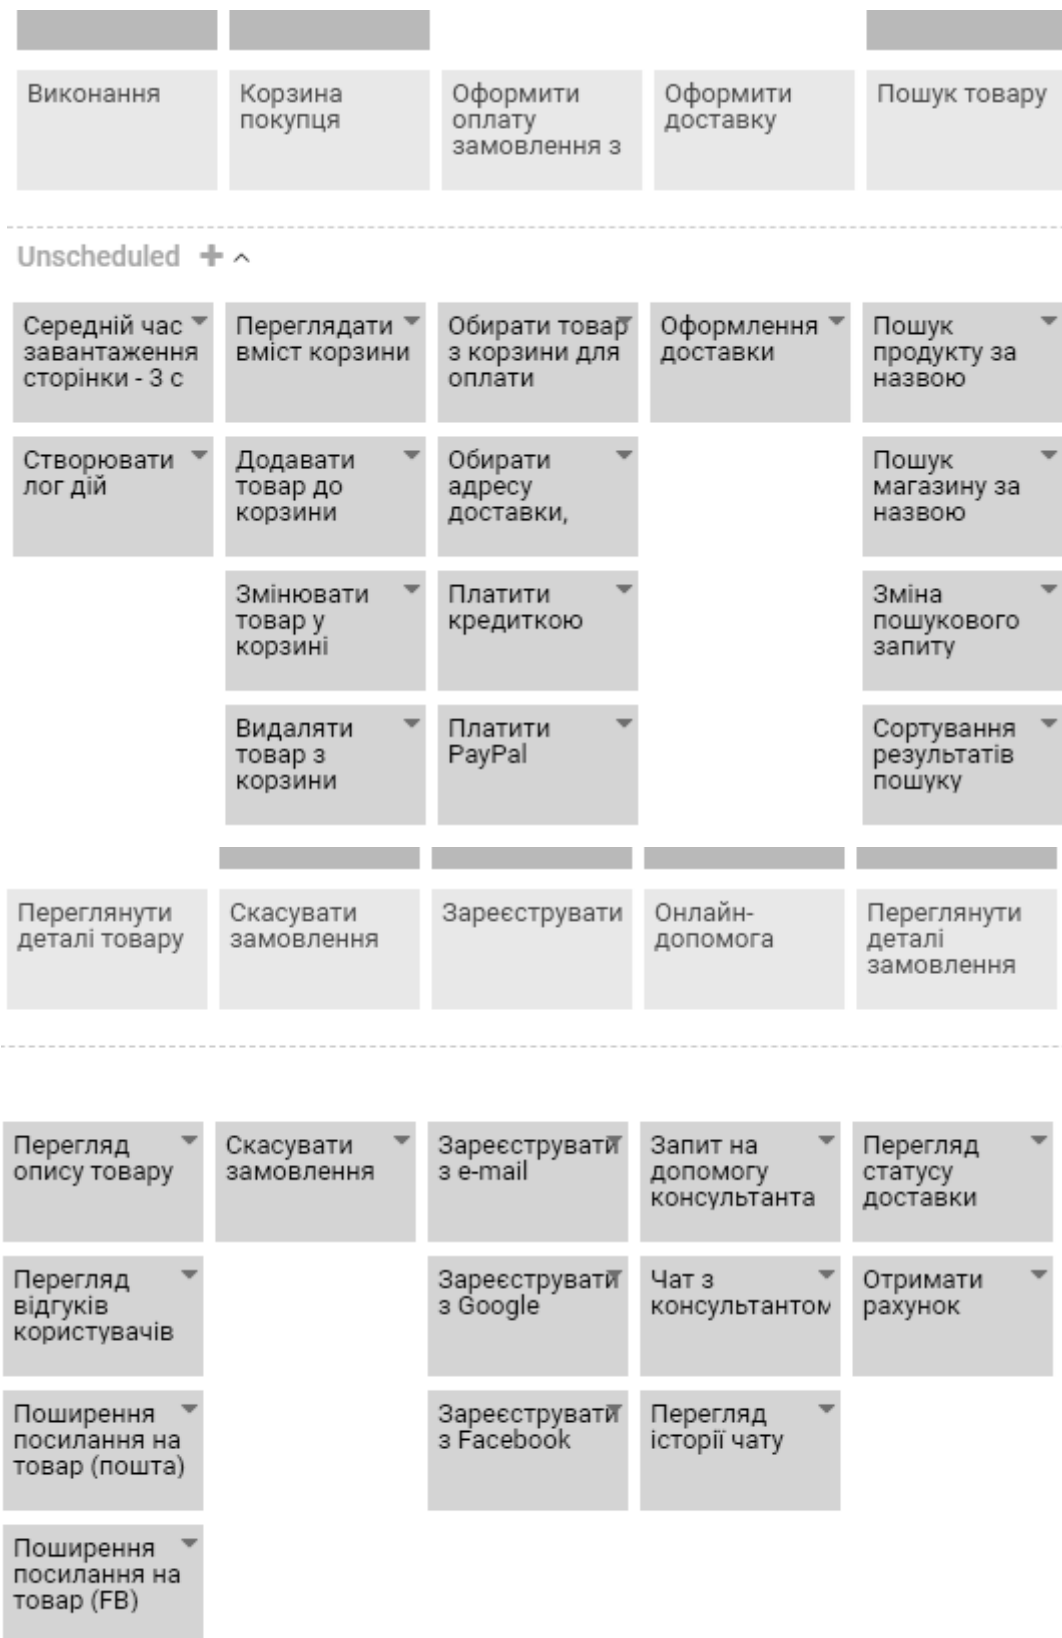 Виконання
Корзина
покупця
Оформити
оплату
замовлення з
Оформити
доставку
Пошук товару
Unscheduled
Середній час
завантаження
сторінки - 3 с
Переглядати
вміст корзини
Обирати товар
з корзини для
оплати
Оформлення
доставки
Пошук
продукту за
назвою
Створювати
лог дій
Додавати
товар до
корзини
Обирати
адресу
доставки,
Пошук
магазину за
назвою
Змінювати
товар у
корзині
Платити
кредиткою
Зміна
пошукового
запиту
Видаляти
товар з
корзини
Платити
PayPal
Сортування
результатів
пошуку
Переглянути
деталі товару
Скасувати
замовлення
Зареєструвати
Онлайн-
допомога
Переглянути
деталі
замовлення
Перегляд
опису товару
Скасувати
замовлення
Зареєструвати
з e-mail
Запит на
допомогу
консультанта
Перегляд
статусу
доставки
Перегляд
відгуків
користувачів
Зареєструвати
з Google
Чат з
консультантом
Отримати
рахунок
Поширення
посилання на
товар (пошта)
Зареєструвати
з Facebook
Перегляд
історії чату
Поширення
посилання на
товар (FB)